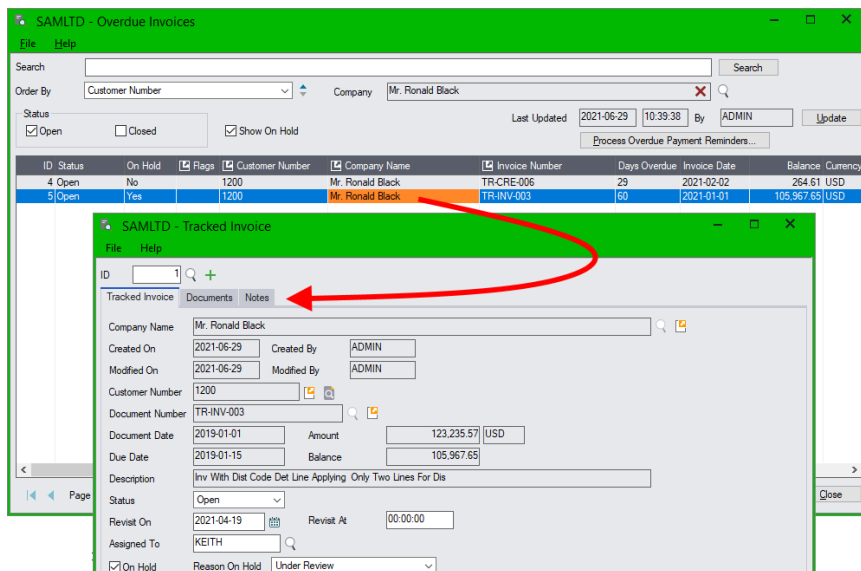 SAMLTD - Overdue Invoices
File Help
Search Search
Order By Customer Number Company Mr. Ronald Black
Status
Open Closed Show On Hold Last Updated 2021-06-29 10:39:38 By ADMIN Update
Process Overdue Payment Reminders...
ID Status On Hold Flags Customer Number Company Name Invoice Number Days Overdue Invoice Date Balance Currency
4 Open No 1200 Mr. Ronald Black TR-CRE-006 29 2021-02-02 264.61 USD
5 Open Yes 1200 Mr. Ronald Black TR-INV-003 60 2021-01-01 105,967.65 USD
SAMLTD - Tracked Invoice
File Help
ID 1
Tracked Invoice Documents Notes
Company Name Mr. Ronald Black
Created On 2021-06-29 Created By ADMIN
Modified On 2021-06-29 Modified By ADMIN
Customer Number 1200
Document Number TR-INV-003
Document Date 2019-01-01 Amount 123,235.57 USD
Due Date 2019-01-15 Balance 105,967.65
Description Inv With Dist Code Det Line Applying Only Two Lines For Dis
Page Close
Status Open
Revisit On 2021-04-19 Revisit At 00:00:00
Assigned To KEITH
On Hold Reason On Hold Under Review